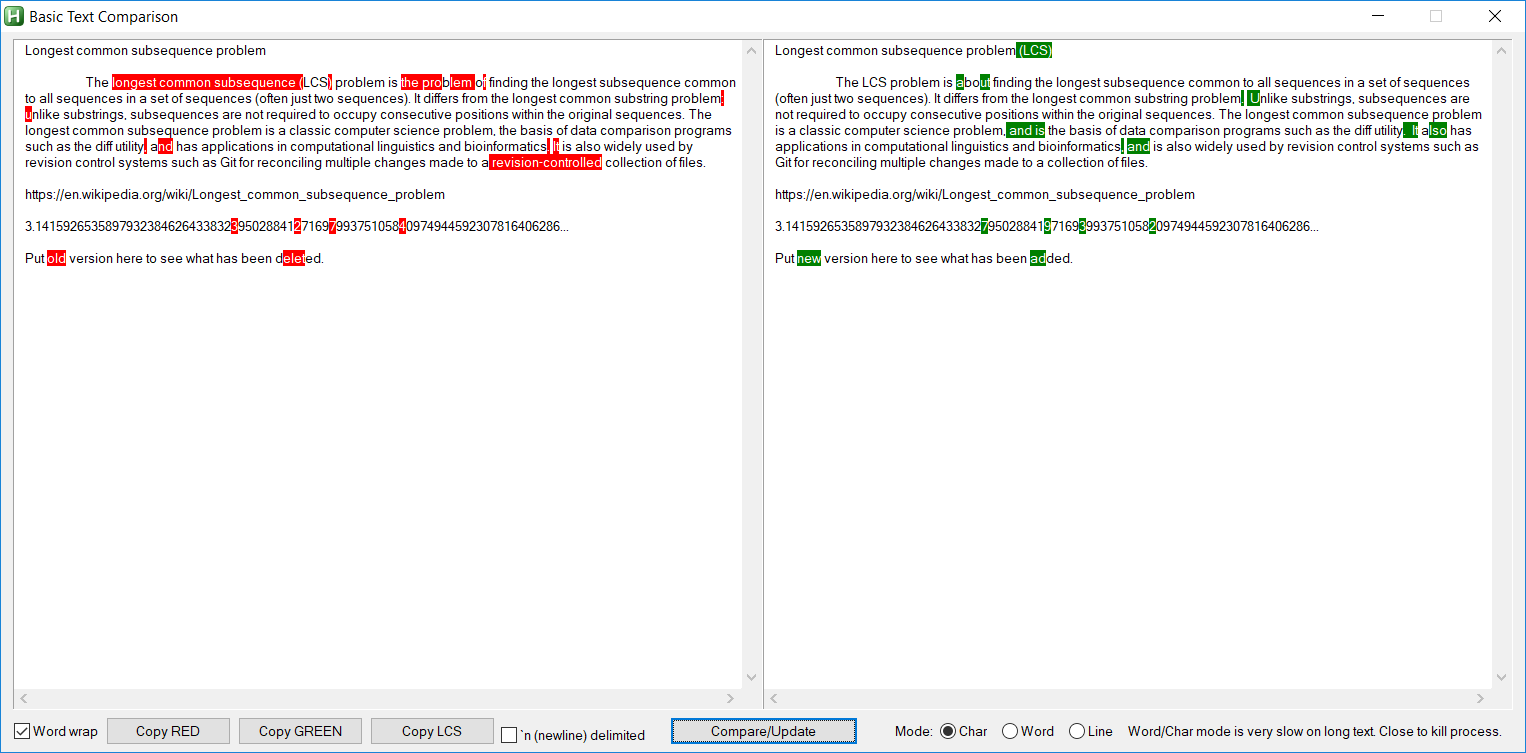 Basic Text Comparison
Longest common subsequence problem
The longest common subsequence (LCS) problem is the problem of finding the longest subsequence common
to all sequences in a set of sequences (often just two sequences). It differs from the longest common substring problem:
unlike substrings, subsequences are not required to occupy consecutive positions within the original sequences. The
longest common subsequence problem is a classic computer science problem, the basis of data comparison programs
such as the diff utility, and has applications in computational linguistics and bioinformatics. It is also widely used by
revision control systems such as Git for reconciling multiple changes made to a revision-controlled collection of files.
https://en.wikipedia.org/wiki/Longest_common_subsequence_problem
3.141592653589793238462643383239502884127169799375105840974944592307816406286...
Put old version here to see what has been deleted.
Longest common subsequence problem (LCS)
The LCS problem is about finding the longest subsequence common to all sequences in a set of sequences
(often just two sequences). It differs from the longest common substring problem. Unlike substrings, subsequences are
not required to occupy consecutive positions within the original sequences. The longest common subsequence problem
is a classic computer science problem, and is the basis of data comparison programs such as the diff utility. It also has
applications in computational linguistics and bioinformatics, and is also widely used by revision control systems such as
Git for reconciling multiple changes made to a collection of files.
https://en.wikipedia.org/wiki/Longest_common_subsequence_problem
3.141592653589793238462643383279502884197169399375105820974944592307816406286...
Put new version here to see what has been added.
Word wrap
Copy RED
Copy GREEN
Copy LCS
`n (newline) delimited
Compare/Update
Mode: Char Word Line Word/Char mode is very slow on long text. Close to kill process.